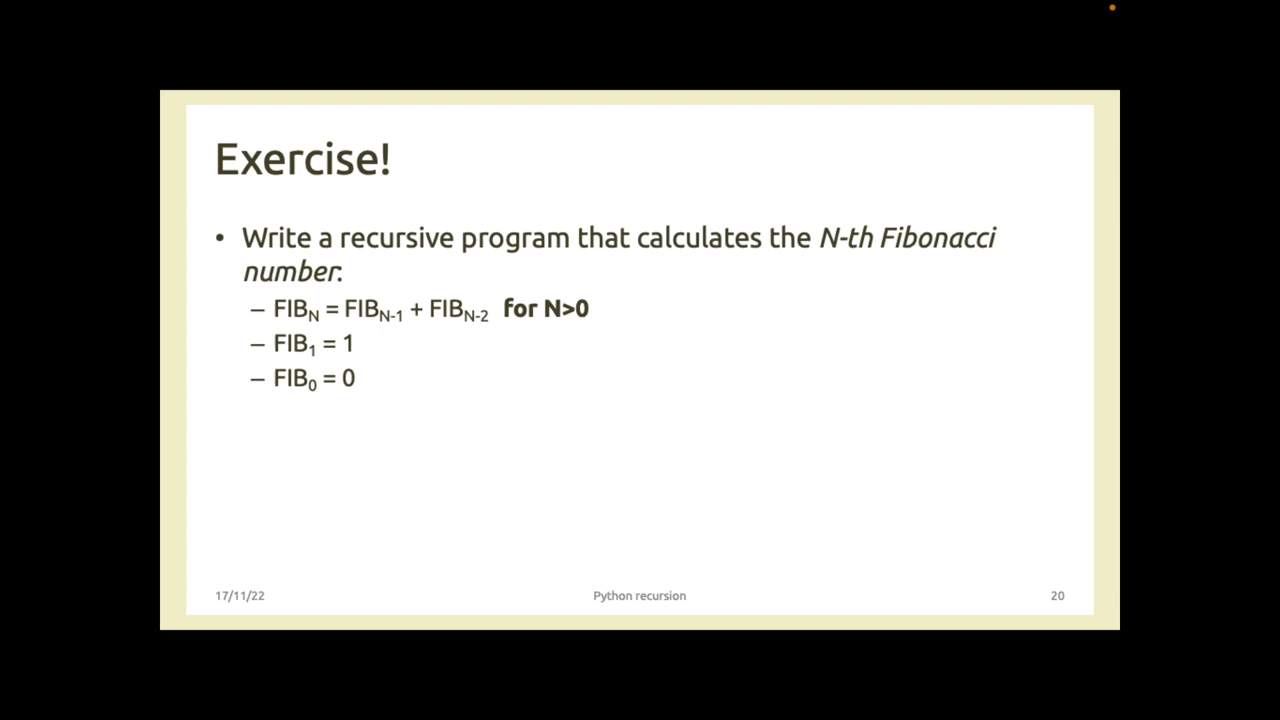 Exercise!
• Write a recursive program that calculates the N-th Fibonacci
number:
– FIB_N = FIB_N-1 + FIB_N-2 for N>0
– FIB_1 = 1
– FIB_0 = 0
17/11/22 Python recursion 20